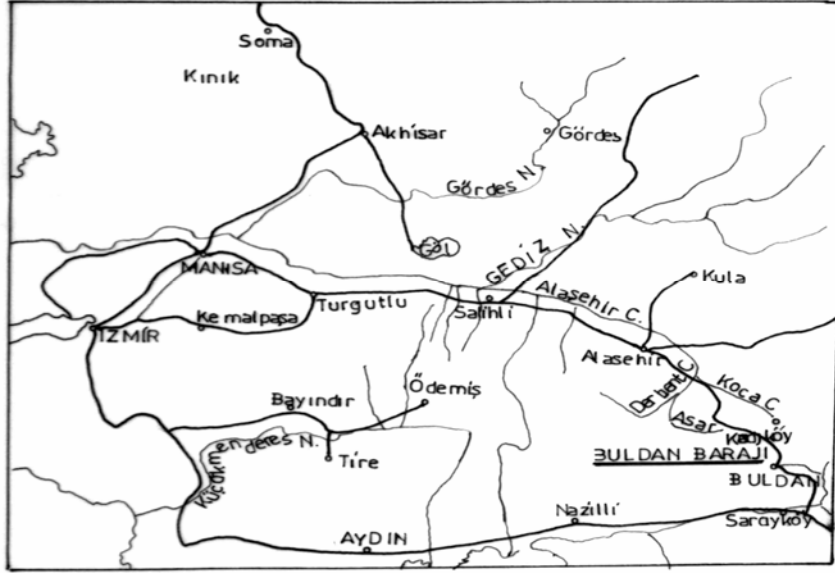 Soma
Kınık
Akhisar
Gördes
Gördes N.
Göl
GEDİZ N.
MANİSA
Kula
Alaşehir C.
Turgutlu
Salihli
İZMİR
Kemalpaşa
Alaşehir
Derbent C
Koca C
Ödemiş
Bayındır
Asar
Kadıköy
Küçükmenderes N.
Tire
BULDAN BARAJI
BULDAN
Nazilli
Sarayköy
AYDIN